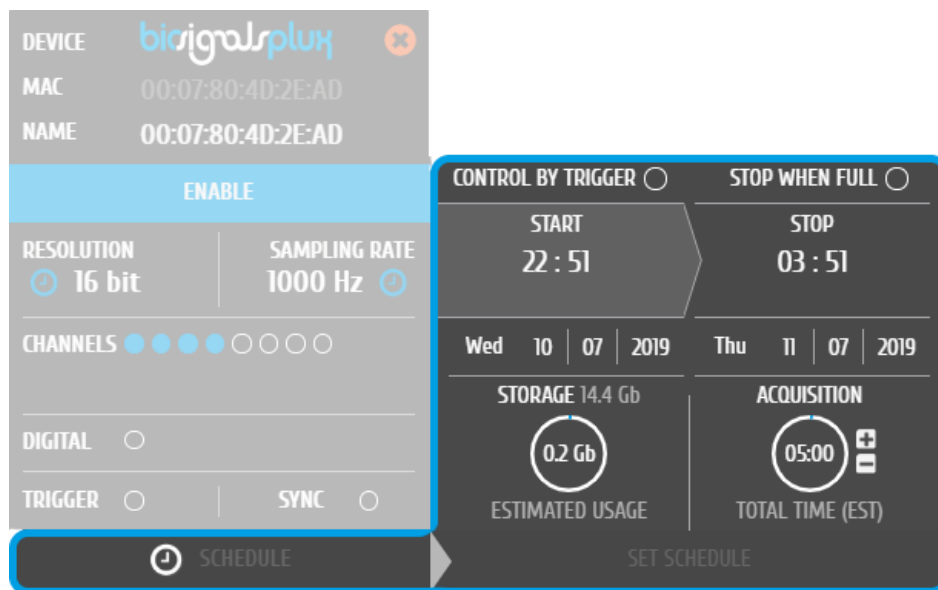 DEVICE biosignalsplux
MAC 00:07:80:4D:2E:AD
NAME 00:07:80:4D:2E:AD
ENABLE
RESOLUTION SAMPLING RATE
16 bit 1000 Hz
CHANNELS
DIGITAL
TRIGGER SYNC
SCHEDULE
CONTROL BY TRIGGER STOP WHEN FULL
START STOP
22 : 51 03 : 51
Wed 10 07 2019 Thu 11 07 2019
STORAGE 14.4 Gb ACQUISITION
0.2 Gb 05:00
ESTIMATED USAGE TOTAL TIME (EST)
SET SCHEDULE